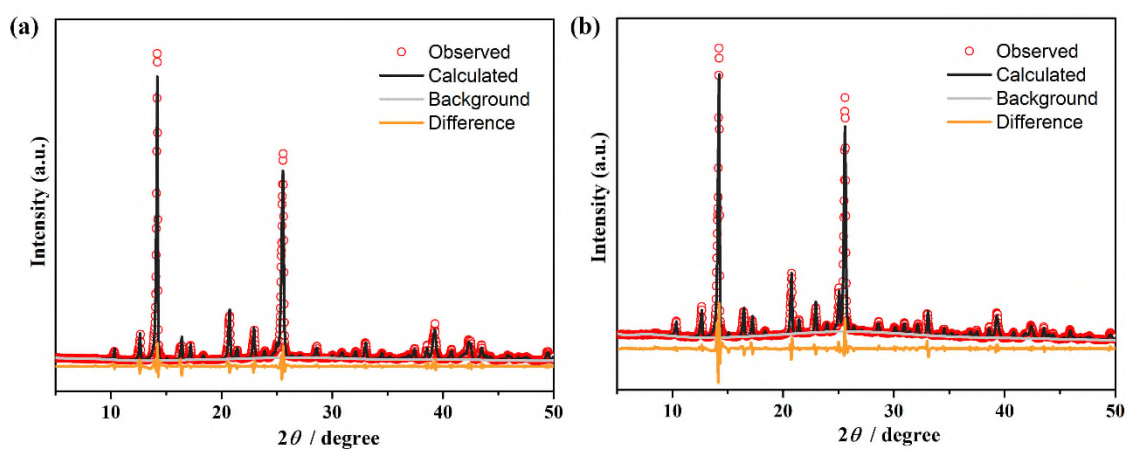 (a)
Observed
Calculated
Background
Difference
Intensity (a.u.)
10 20 30 40 50
2θ / degree
(b)
Observed
Calculated
Background
Difference
Intensity (a.u.)
10 20 30 40 50
2θ / degree